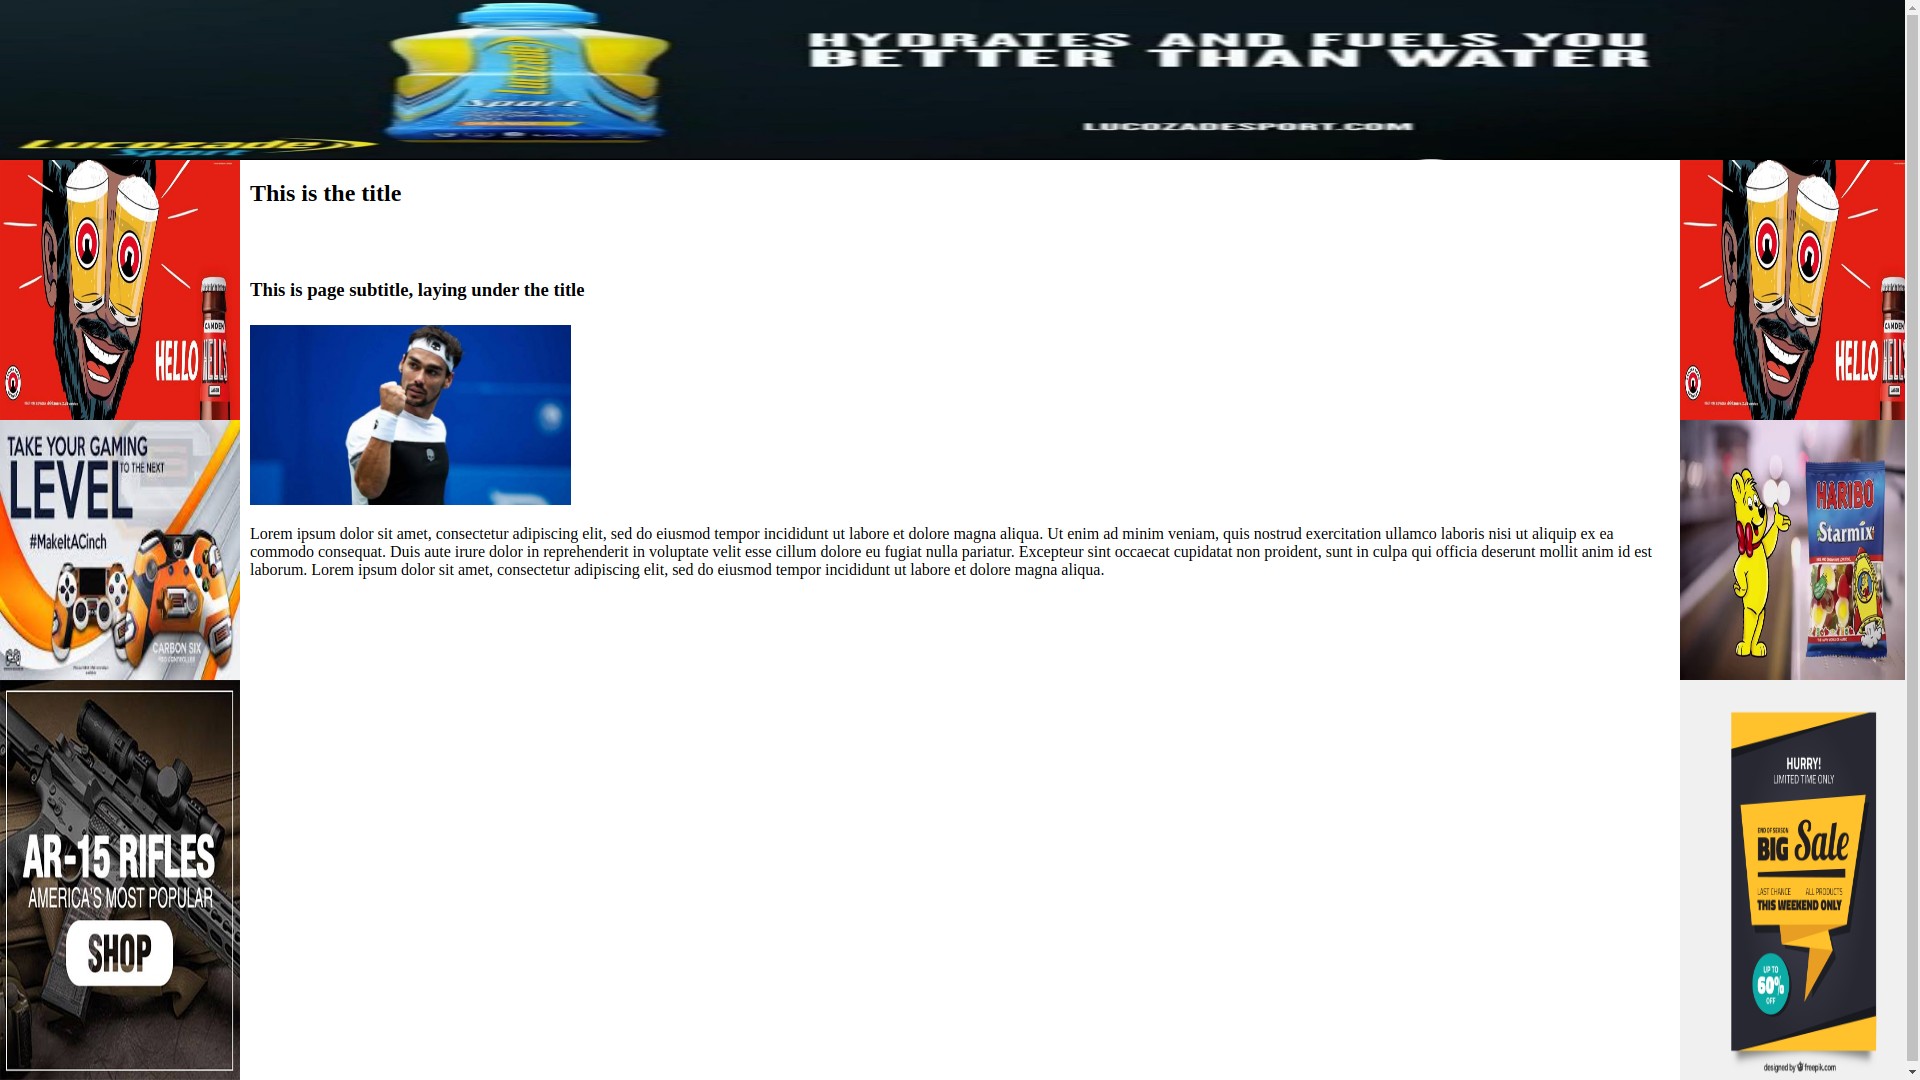 HYDRATES AND FUELS YOU
BETTER THAN WATER
Lucozade
Sport
LUCOZADESPORT.COM
Lucozade
Sport
This is the title
This is page subtitle, laying under the title
Lorem ipsum dolor sit amet, consectetur adipiscing elit, sed do eiusmod tempor incididunt ut labore et dolore magna aliqua. Ut enim ad minim veniam, quis nostrud exercitation ullamco laboris nisi ut aliquip ex ea
commodo consequat. Duis aute irure dolor in reprehenderit in voluptate velit esse cillum dolore eu fugiat nulla pariatur. Excepteur sint occaecat cupidatat non proident, sunt in culpa qui officia deserunt mollit anim id est
laborum. Lorem ipsum dolor sit amet, consectetur adipiscing elit, sed do eiusmod tempor incididunt ut labore et dolore magna aliqua.
CAMDEN
HELLO HELLS
TAKE YOUR GAMING
LEVEL TO THE NEXT
#MakeItACinch
CARBON SIX
AR-15 RIFLES
AMERICA'S MOST POPULAR
SHOP
CAMDEN
HELLO HELLS
HARIBO
Starmix
HURRY!
LIMITED TIME ONLY
END OF SEASON
BIG Sale
LAST CHANCE ALL PRODUCTS
THIS WEEKEND ONLY
UP TO
60%
OFF
designed by freepik.com